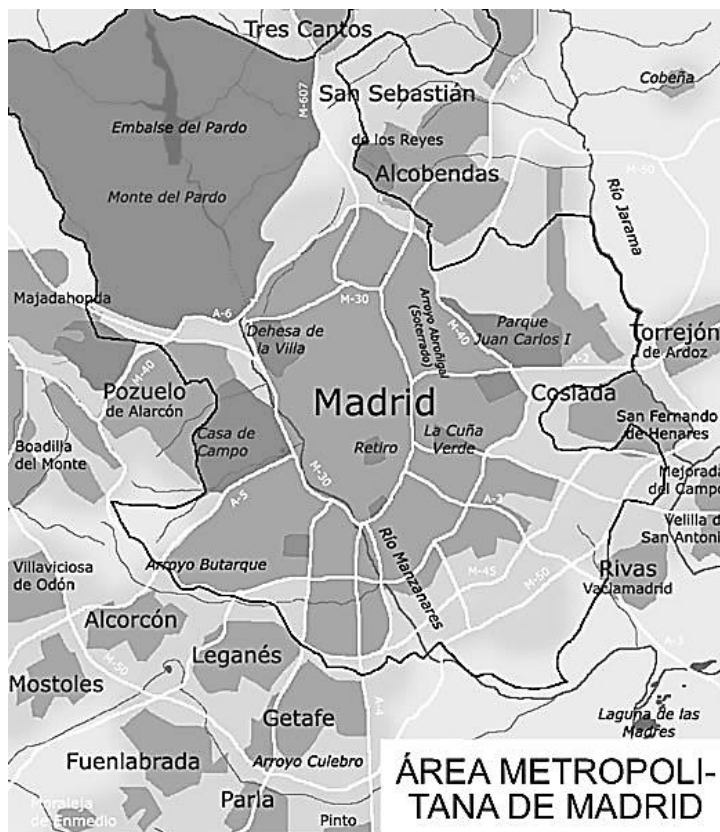 Tres Cantos
A-1
San Sebastián
de los Reyes
Cobeña
M-607
Embalse del Pardo
Alcobendas
M-50
Monte del Pardo
Río Jarama
Majadahonda
A-6
M-30
Dehesa de
la Villa
Arroyo Abroñigal
(Soterrado)
M-40
Parque
Juan Carlos I
Torrejón
de Ardoz
A-2
M-40
Pozuelo
de Alarcón
Madrid
Coslada
San Fernando
de Henares
Casa de
Campo
Retiro
La Cuña
Verde
Boadilla
del Monte
Mejorada
del Campo
M-30
A-5
A-3
Velilla d
San Antoni
Río Manzanares
Arroyo Butarque
M-45
M-50
Villaviciosa
de Odón
Rivas
Vaciamadrid
Alcorcón
A-3
Leganés
M-50
Mostoles
A-4
Getafe
Laguna de las
Madres
Fuenlabrada
Arroyo Culebro
Moraleja
de Enmedio
Parla
Pinto
ÁREA METROPOLI-
TANA DE MADRID